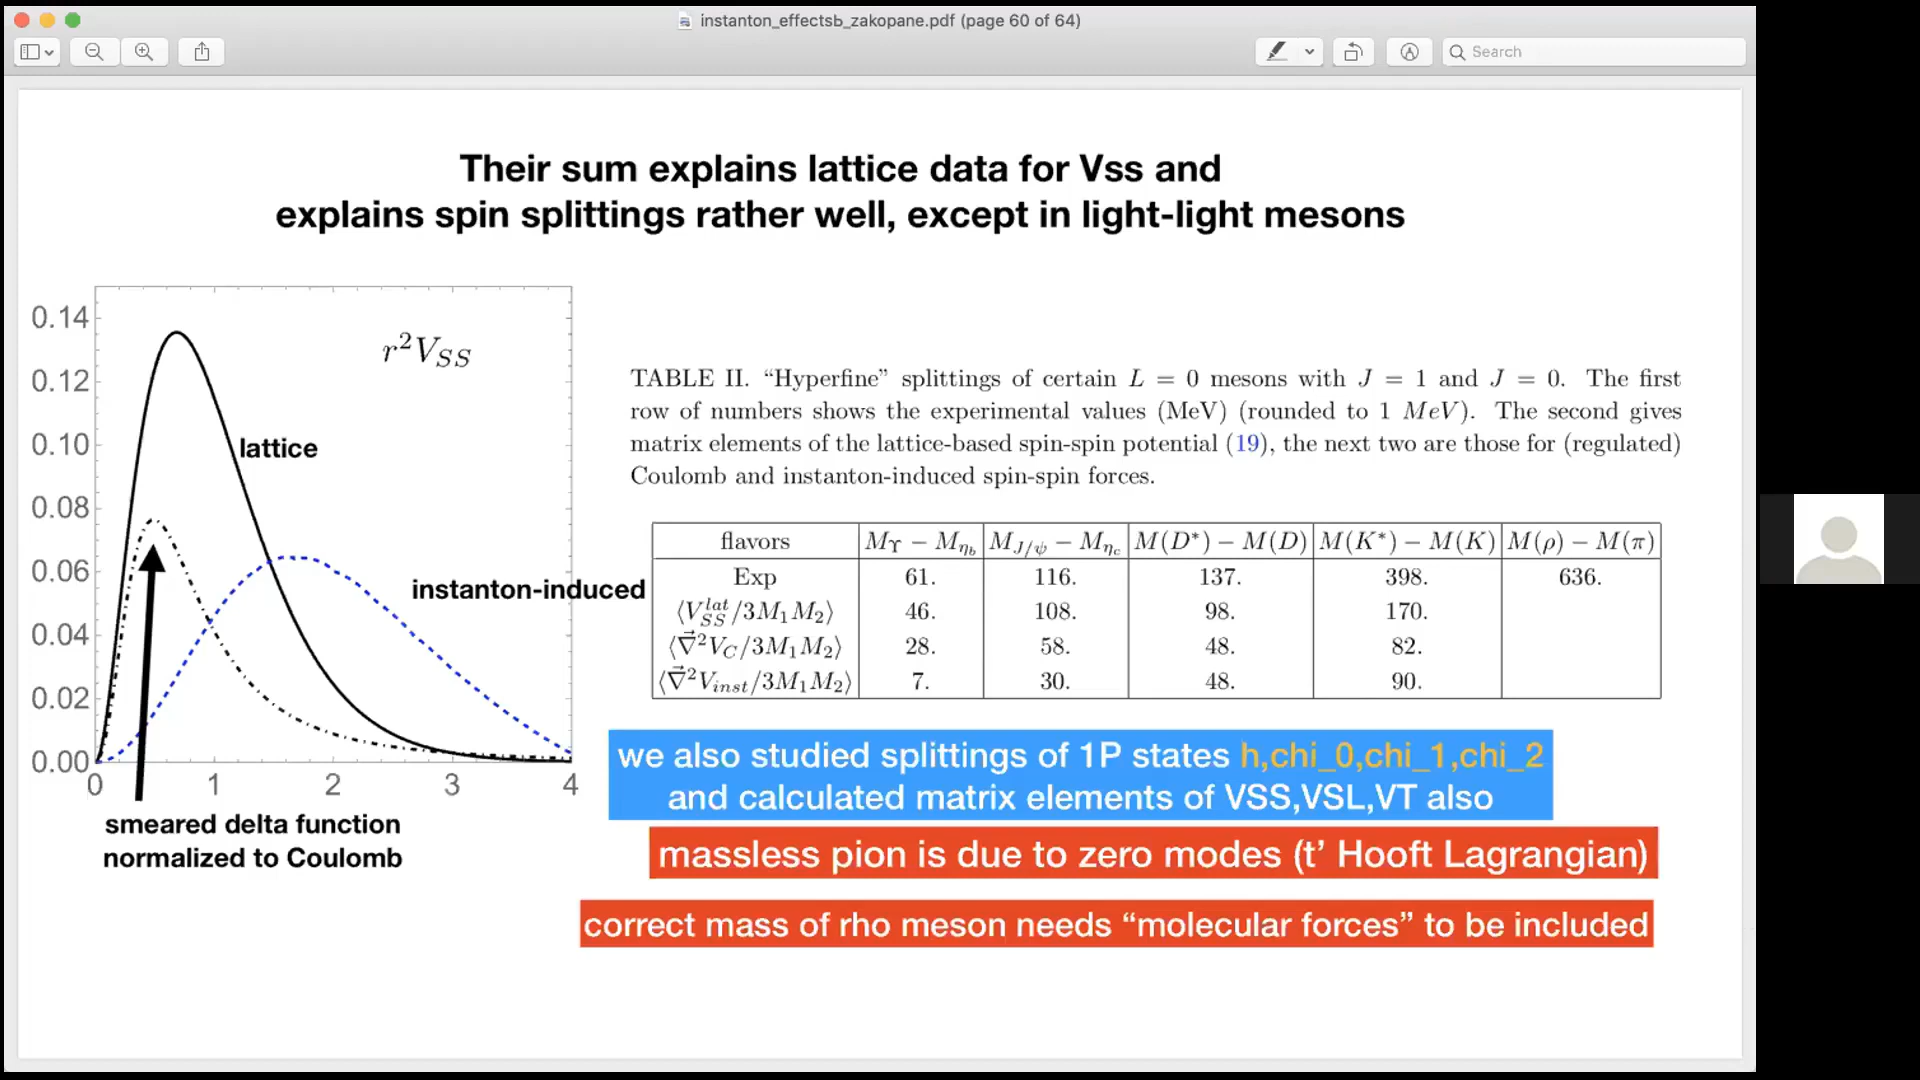 instanton_effectsb_zakopane.pdf (page 60 of 64)
Search
Their sum explains lattice data for Vss and
explains spin splittings rather well, except in light-light mesons
0.14
0.12
0.10
0.08
0.06
0.04
0.02
0.00
0 1 2 3 4
r²V_SS
lattice
instanton-induced
smeared delta function
normalized to Coulomb
TABLE II. “Hyperfine” splittings of certain L = 0 mesons with J = 1 and J = 0. The first
row of numbers shows the experimental values (MeV) (rounded to 1 MeV). The second gives
matrix elements of the lattice-based spin-spin potential (19), the next two are those for (regulated)
Coulomb and instanton-induced spin-spin forces.
flavors M_Υ − M_{η_b} M_{J/ψ} − M_{η_c} M(D*) − M(D) M(K*) − M(K) M(ρ) − M(π)
Exp 61. 116. 137. 398. 636.
⟨V_{SS}^{lat}/3M₁M₂⟩ 46. 108. 98. 170.
⟨∇⃗²V_C/3M₁M₂⟩ 28. 58. 48. 82.
⟨∇⃗²V_{inst}/3M₁M₂⟩ 7. 30. 48. 90.
we also studied splittings of 1P states h,chi_0,chi_1,chi_2
and calculated matrix elements of VSS,VSL,VT also
massless pion is due to zero modes (t’ Hooft Lagrangian)
correct mass of rho meson needs “molecular forces” to be included